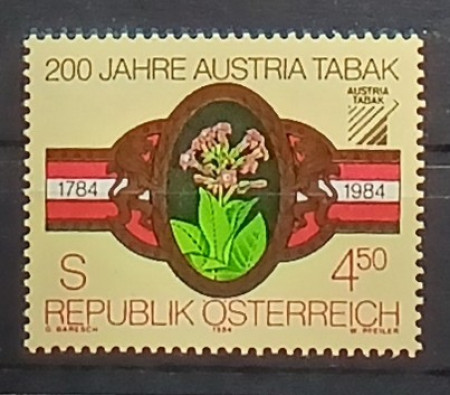 200 JAHRE AUSTRIA TABAK
AUSTRIA
TABAK
1784 1984
S 4.50
REPUBLIK ÖSTERREICH
O. BARESCH 1984 W. PFEILER